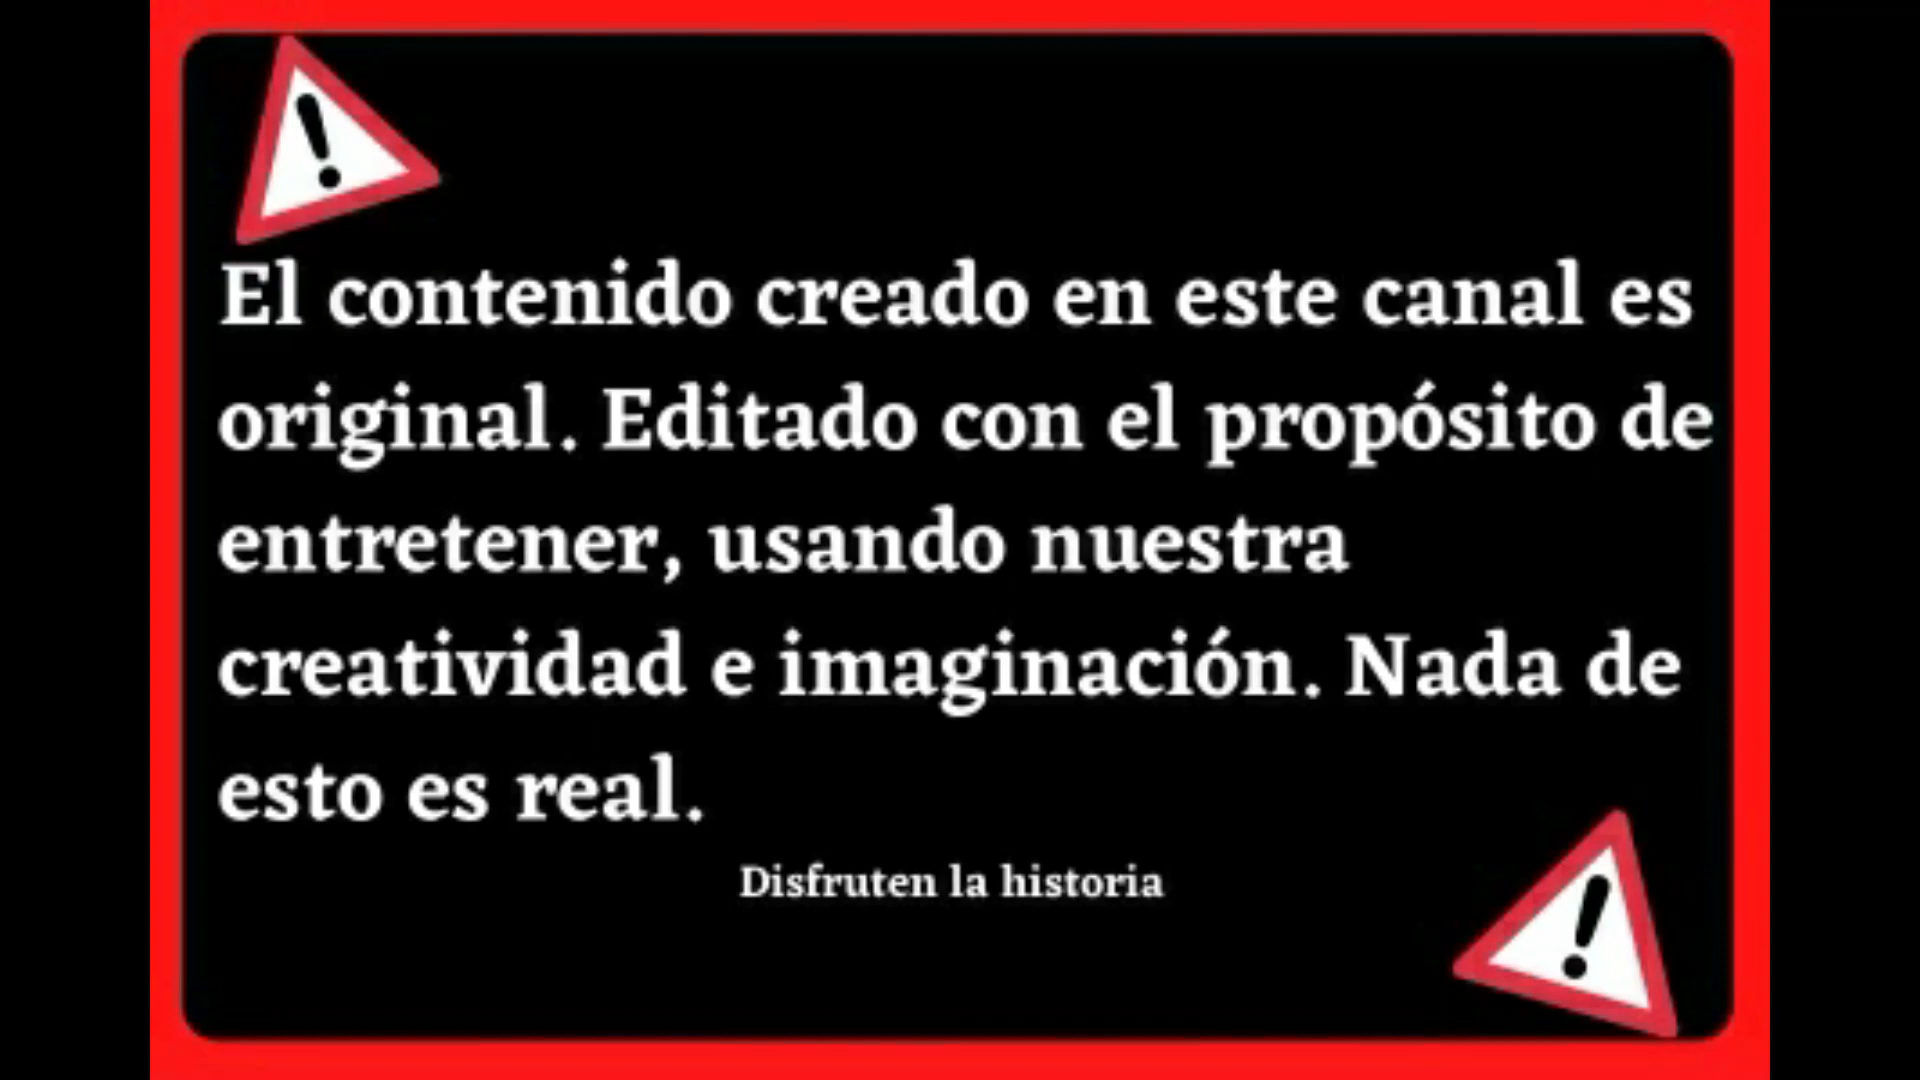 El contenido creado en este canal es
original. Editado con el propósito de
entretener, usando nuestra
creatividad e imaginación. Nada de
esto es real.
Disfruten la historia